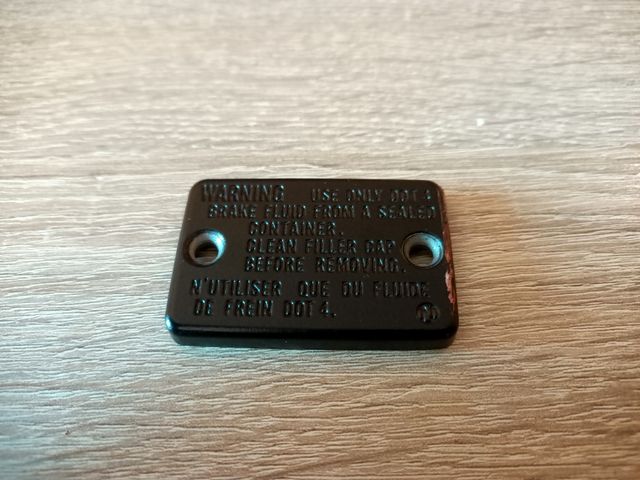 WARNING USE ONLY DOT 4
BRAKE FLUID FROM A SEALED
CONTAINER.
CLEAN FILLER CAP
BEFORE REMOVING.
N'UTILISER QUE DU FLUIDE
DE FREIN DOT 4.